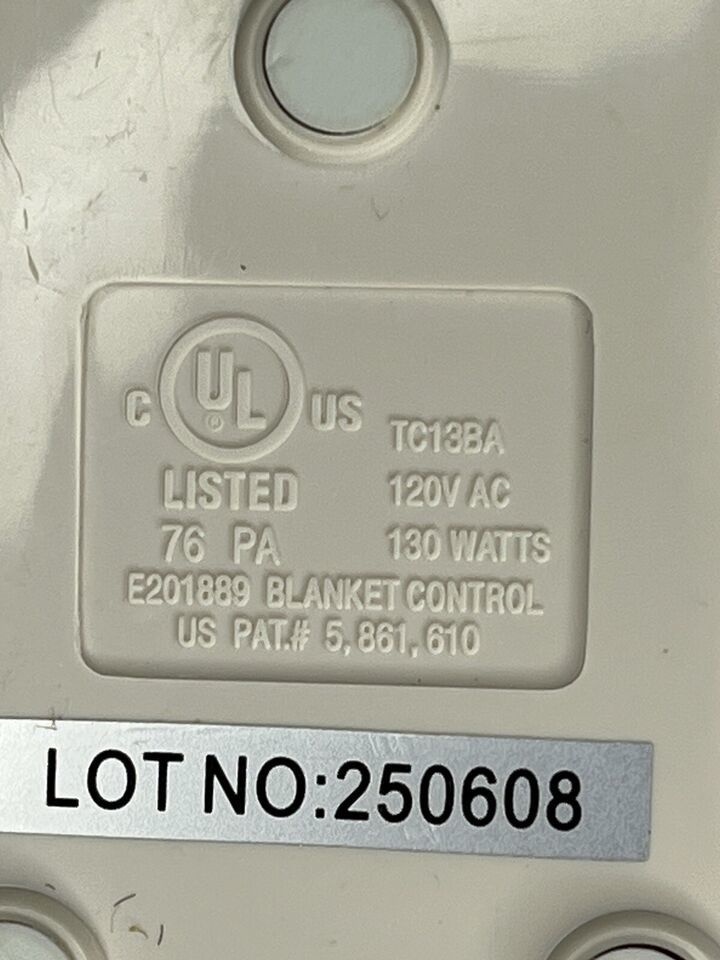 C UL® US
LISTED
76 PA
TC13BA
120V AC
130 WATTS
E201889 BLANKET CONTROL
US PAT.# 5,861,610
LOT NO:250608